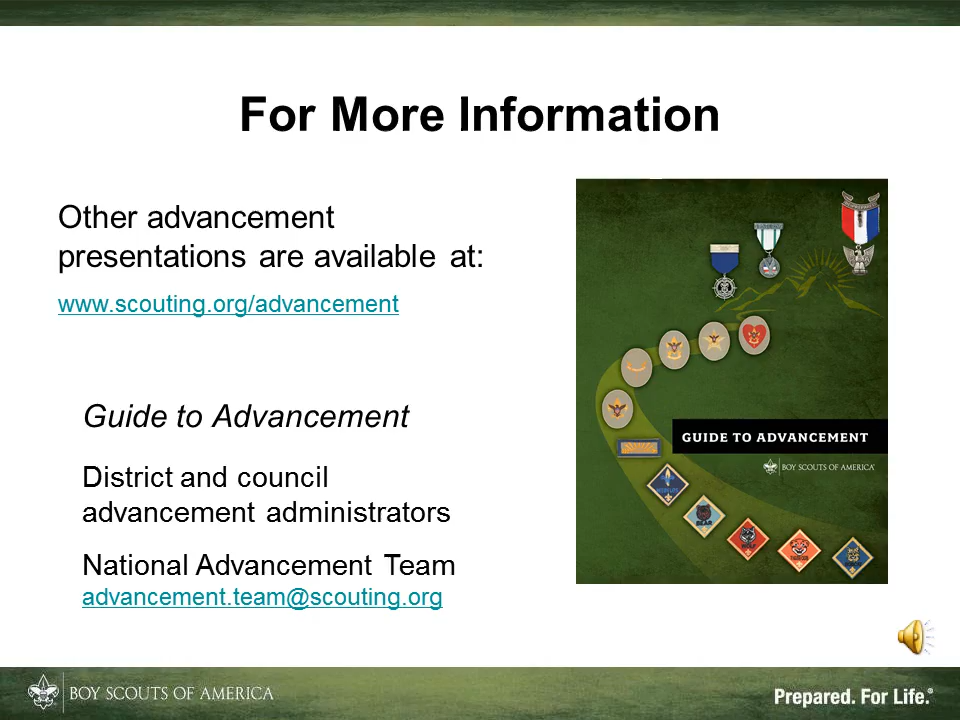 For More Information
Other advancement
presentations are available at:
www.scouting.org/advancement
Guide to Advancement
District and council
advancement administrators
National Advancement Team
advancement.team@scouting.org
GUIDE TO ADVANCEMENT
BOY SCOUTS OF AMERICA
BEAR
BOY SCOUTS OF AMERICA
Prepared. For Life.®